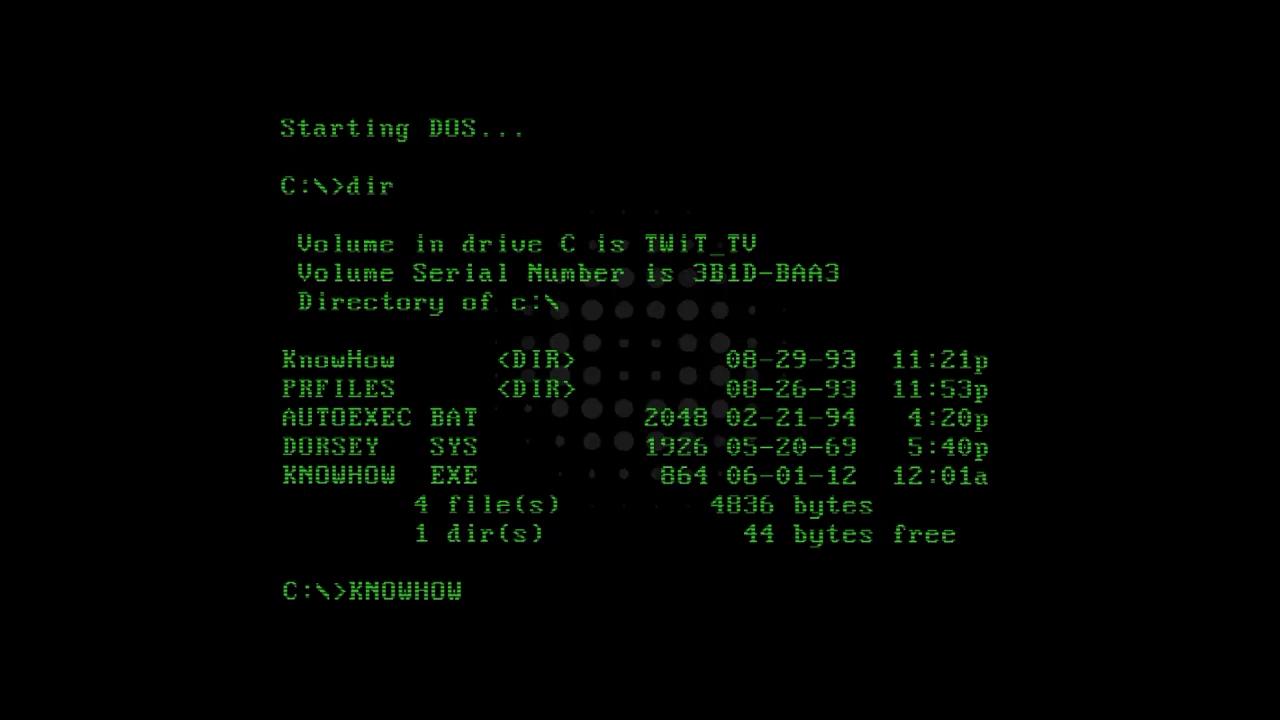 Starting DOS...
C:\>dir
Volume in drive C is TWiT_TV
Volume Serial Number is 3B1D-BAA3
Directory of c:\
KnowHow <DIR> 08-29-93 11:21p
PRFILES <DIR> 08-26-93 11:53p
AUTOEXEC BAT 2048 02-21-94 4:20p
DORSEY SYS 1926 05-20-69 5:40p
KNOWHOW EXE 864 06-01-12 12:01a
4 file(s) 4836 bytes
1 dir(s) 44 bytes free
C:\>KNOWHOW